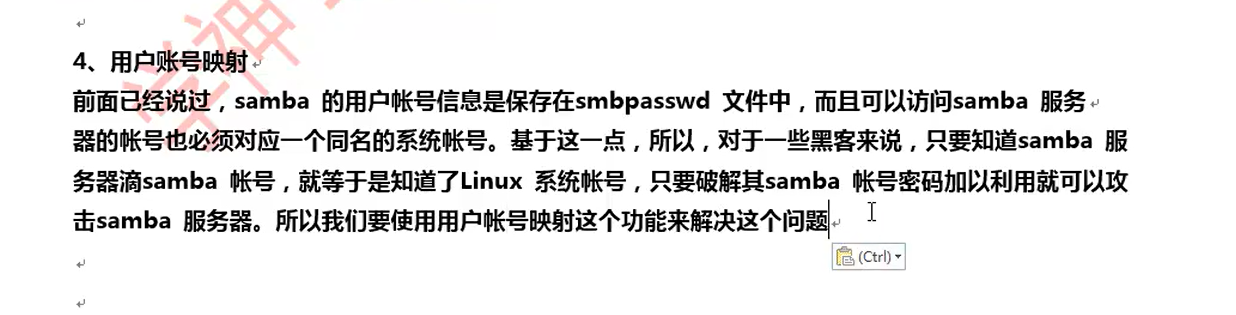 4、用户账号映射
前面已经说过，samba 的用户帐号信息是保存在smbpasswd 文件中，而且可以访问samba 服务
器的帐号也必须对应一个同名的系统帐号。基于这一点，所以，对于一些黑客来说，只要知道samba 服
务器滴samba 帐号，就等于是知道了Linux 系统帐号，只要破解其samba 帐号密码加以利用就可以攻
击samba 服务器。所以我们要使用用户帐号映射这个功能来解决这个问题
(Ctrl)
学神